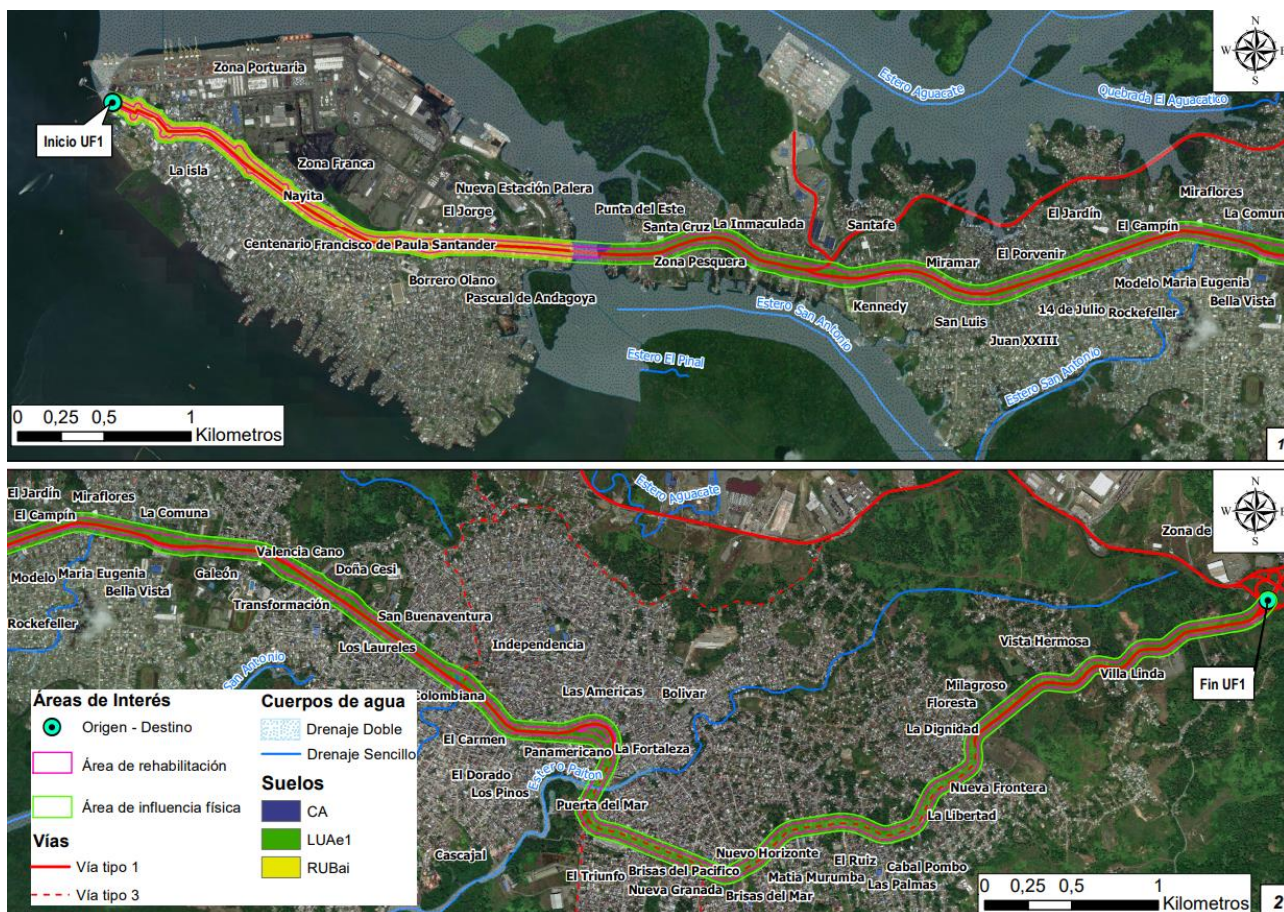 Zona Portuaria
Estero Aguacate
Quebrada El Aguacatico
N
W
E
S
1
Inicio UF1
La isla
Zona Franca
Nayita
Nueva Estación Palera
El Jorge
Centenario
Francisco de Paula Santander
Borrero Olano
Pascual de Andagoya
Punta del Este
Santa Cruz
La Inmaculada
Santafe
Zona Pesquera
Kennedy
Miramar
San Luis
El Jardín
El Porvenir
El Campín
Miraflores
La Comuna
Modelo
Maria Eugenia
Bella Vista
14 de Julio
Rockefeller
Juan XXIII
Estero San Antonio
Estero San Antonio
Estero El Pinal
0 0,25 0,5 1
Kilometros
El Jardín
Miraflores
El Campín
La Comuna
Estero Aguacate
N
W
E
S
Zona de
Modelo
Maria Eugenia
Bella Vista
Galeón
Valencia Cano
Doña Cesi
Rockefeller
Transformación
San Buenaventura
Los Laureles
Independencia
San Antonio
Colombiana
Las Americas
Bolivar
Vista Hermosa
Villa Linda
Fin UF1
Milagroso
Floresta
La Dignidad
El Carmen
Panamericano
La Fortaleza
El Dorado
Los Pinos
Estero Paiton
Puerta del Mar
Nueva Frontera
La Libertad
Cascajal
El Triunfo
Brisas del Pacifico
Nuevo Horizonte
Nueva Granada
Brisas del Mar
Matia Murumba
El Ruiz
Las Palmas
Cabal Pombo
Áreas de Interés
Origen - Destino
Área de rehabilitación
Área de influencia física
Vías
Vía tipo 1
Vía tipo 3
Cuerpos de agua
Drenaje Doble
Drenaje Sencillo
Suelos
CA
LUAe1
RUBai
0 0,25 0,5 1
Kilometros
2